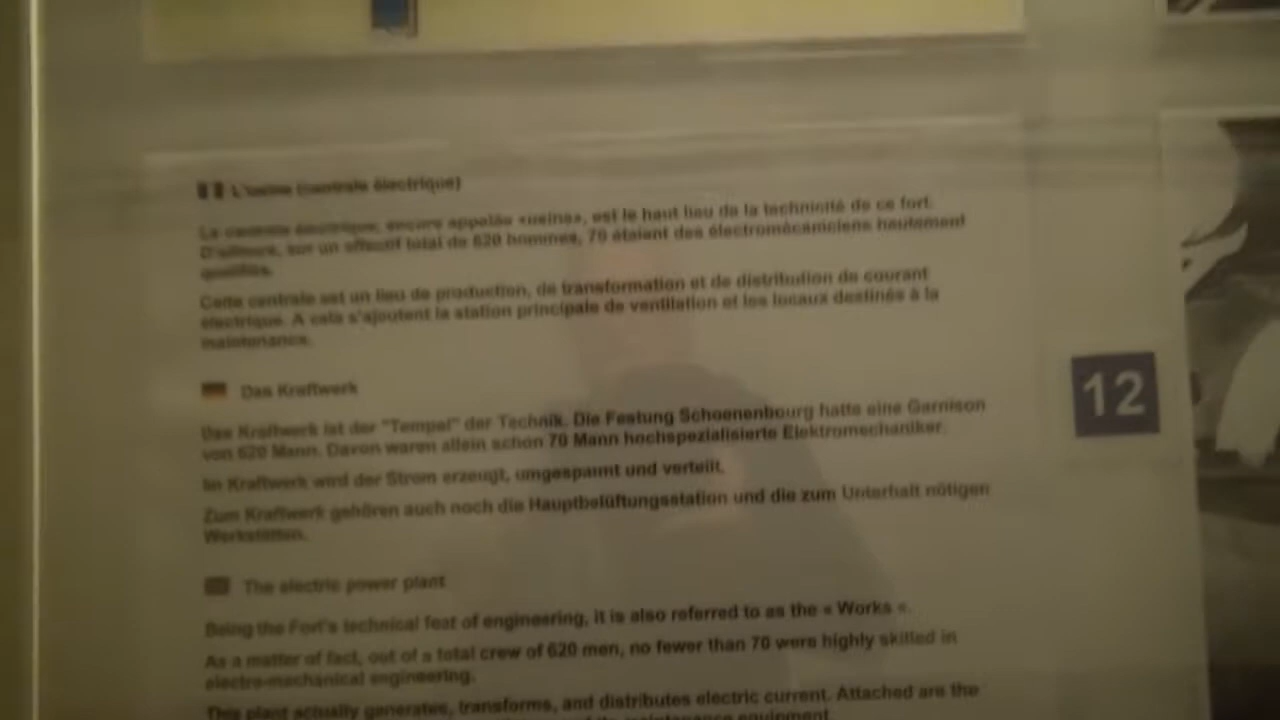 L'usine (centrale électrique)
La centrale électrique, encore appelée «usine», est le haut lieu de la technicité de ce fort.
D'ailleurs, sur un effectif total de 620 hommes, 70 étaient des électromécaniciens hautement
qualifiés.
Cette centrale est un lieu de production, de transformation et de distribution de courant
électrique. A cela s'ajoutent la station principale de ventilation et les locaux destinés à la
maintenance.
Das Kraftwerk
Das Kraftwerk ist der "Tempel" der Technik. Die Festung Schoenenbourg hatte eine Garnison
von 620 Mann. Davon waren allein schon 70 Mann hochspezialisierte Elektromechaniker.
Im Kraftwerk wird der Strom erzeugt, umgespannt und verteilt.
Zum Kraftwerk gehören auch noch die Hauptbelüftungsstation und die zum Unterhalt nötigen
Werkstätten.
12
The electric power plant
Being the Fort's technical feat of engineering, it is also referred to as the « Works «.
As a matter of fact, out of a total crew of 620 men, no fewer than 70 were highly skilled in
electro-mechanical engineering.
This plant actually generates, transforms, and distributes electric current. Attached are the
maintenance equipment